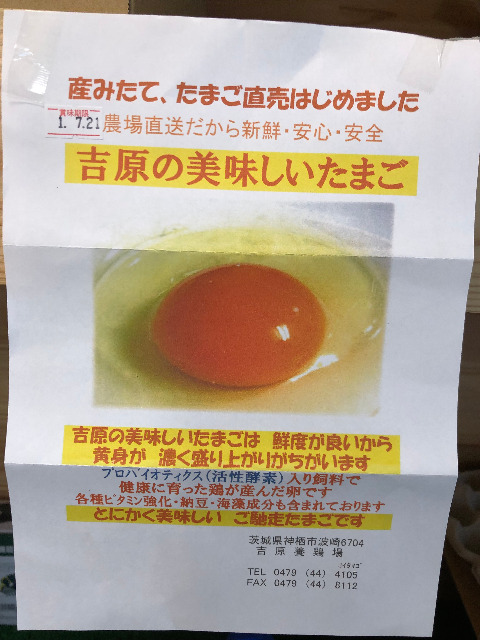 産みたて、たまご直売はじめました
賞味期限
1. 7.21
農場直送だから新鮮・安心・安全
吉原の美味しいたまご
吉原の美味しいたまごは 鮮度が良いから
黄身が 濃く盛り上がりがちがいます
プロバイオティクス(活性酵素)入り飼料で
健康に育った鶏が産んだ卵です
各種ビタミン強化・納豆・海藻成分も含まれております
とにかく美味しい ご馳走たまごです
茨城県神栖市波崎6704
吉原養鶏場
ヨイタマゴ
TEL 0479 (44) 4105
FAX 0479 (44) 8112